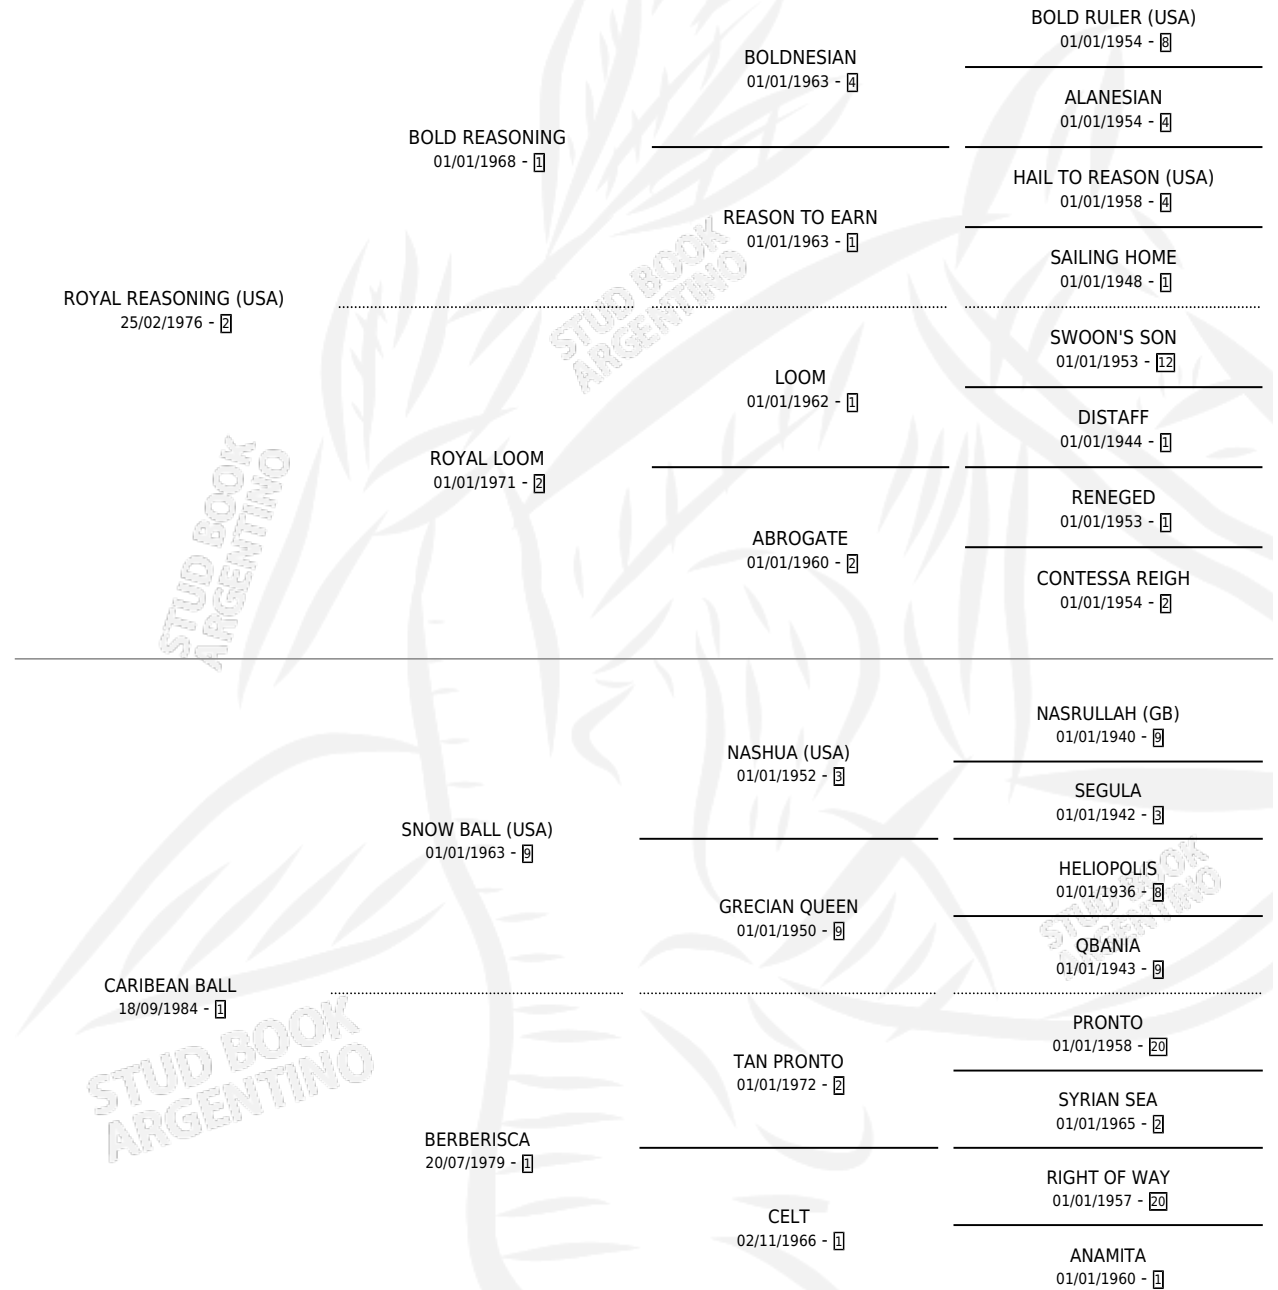 BOLD RULER (USA)
01/01/1954 - 8
BOLDNESIAN
01/01/1963 - 4
ALANESIAN
01/01/1954 - 4
BOLD REASONING
01/01/1968 - 1
HAIL TO REASON (USA)
01/01/1958 - 4
REASON TO EARN
01/01/1963 - 1
SAILING HOME
01/01/1948 - 1
ROYAL REASONING (USA)
25/02/1976 - 2
SWOON'S SON
01/01/1953 - 12
LOOM
01/01/1962 - 1
DISTAFF
01/01/1944 - 1
ROYAL LOOM
01/01/1971 - 2
RENEGED
01/01/1953 - 1
ABROGATE
01/01/1960 - 2
CONTESSA REIGH
01/01/1954 - 2
NASRULLAH (GB)
01/01/1940 - 9
NASHUA (USA)
01/01/1952 - 3
SEGULA
01/01/1942 - 3
SNOW BALL (USA)
01/01/1963 - 9
HELIOPOLIS
01/01/1936 - 8
GRECIAN QUEEN
01/01/1950 - 9
QBANIA
01/01/1943 - 9
CARIBEAN BALL
18/09/1984 - 1
PRONTO
01/01/1958 - 20
TAN PRONTO
01/01/1972 - 2
SYRIAN SEA
01/01/1965 - 2
BERBERISCA
20/07/1979 - 1
RIGHT OF WAY
01/01/1957 - 20
CELT
02/11/1966 - 1
ANAMITA
01/01/1960 - 1
STUD BOOK
ARGENTINO
STUD BOOK
ARGENTINO
STUD BOOK
ARGENTINO
STUD BOOK
ARGENTINO